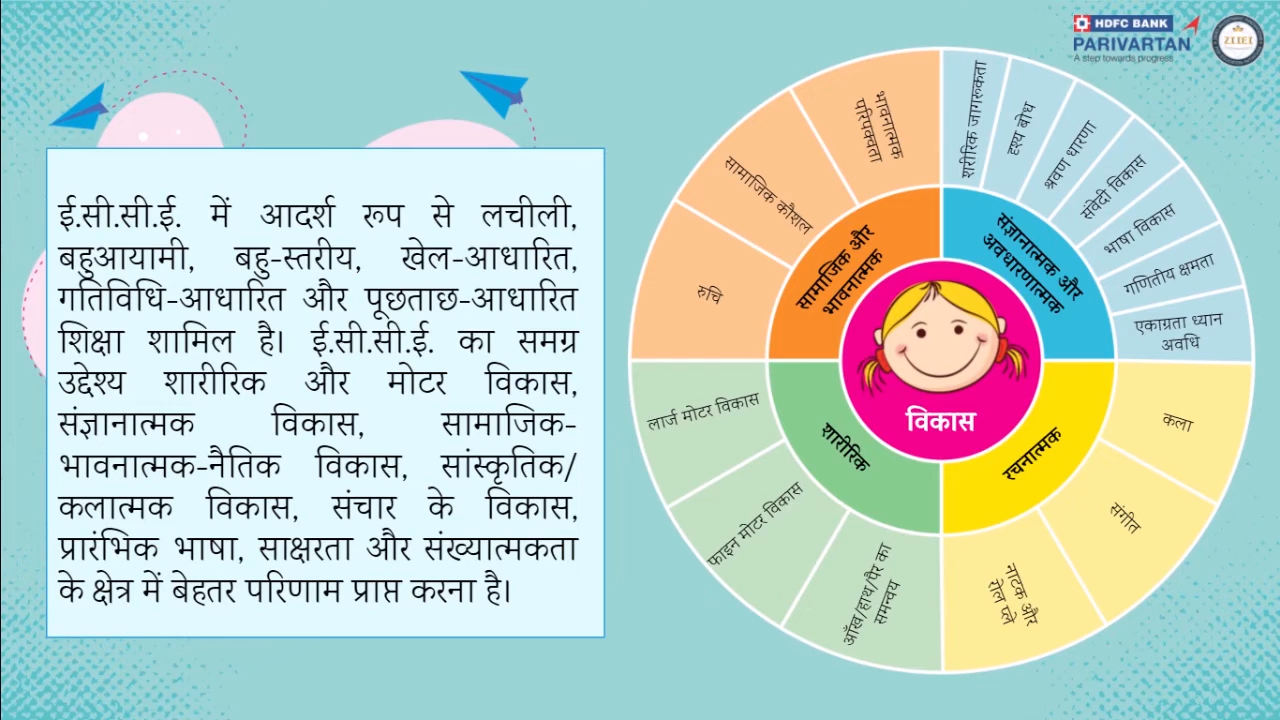 HDFC BANK
PARIVARTAN
A step towards progress
ZIIEI
ई.सी.सी.ई. में आदर्श रूप से लचीली,
बहुआयामी, बहु-स्तरीय, खेल-आधारित,
गतिविधि-आधारित और पूछताछ-आधारित
शिक्षा शामिल है। ई.सी.सी.ई. का समग्र
उद्देश्य शारीरिक और मोटर विकास,
संज्ञानात्मक विकास, सामाजिक-
भावनात्मक-नैतिक विकास, सांस्कृतिक/
कलात्मक विकास, संचार के विकास,
प्रारंभिक भाषा, साक्षरता और संख्यात्मकता
के क्षेत्र में बेहतर परिणाम प्राप्त करना है।
विकास
संज्ञानात्मक और
अवधारणात्मक
शरीरिक जागरूकता
दृश्य बोध
श्रवण धारणा
संवेदी विकास
भाषा विकास
गणितीय क्षमता
एकाग्रता ध्यान
अवधि
रचनात्मक
कला
संगीत
नाटक और
रोल प्ले
शारीरिक
आँख/हाथ/पैर का
समन्वय
फाइन मोटर विकास
लार्ज मोटर विकास
सामाजिक और
भावनात्मक
रुचि
सामाजिक कौशल
भावनात्मक
परिपक्वता